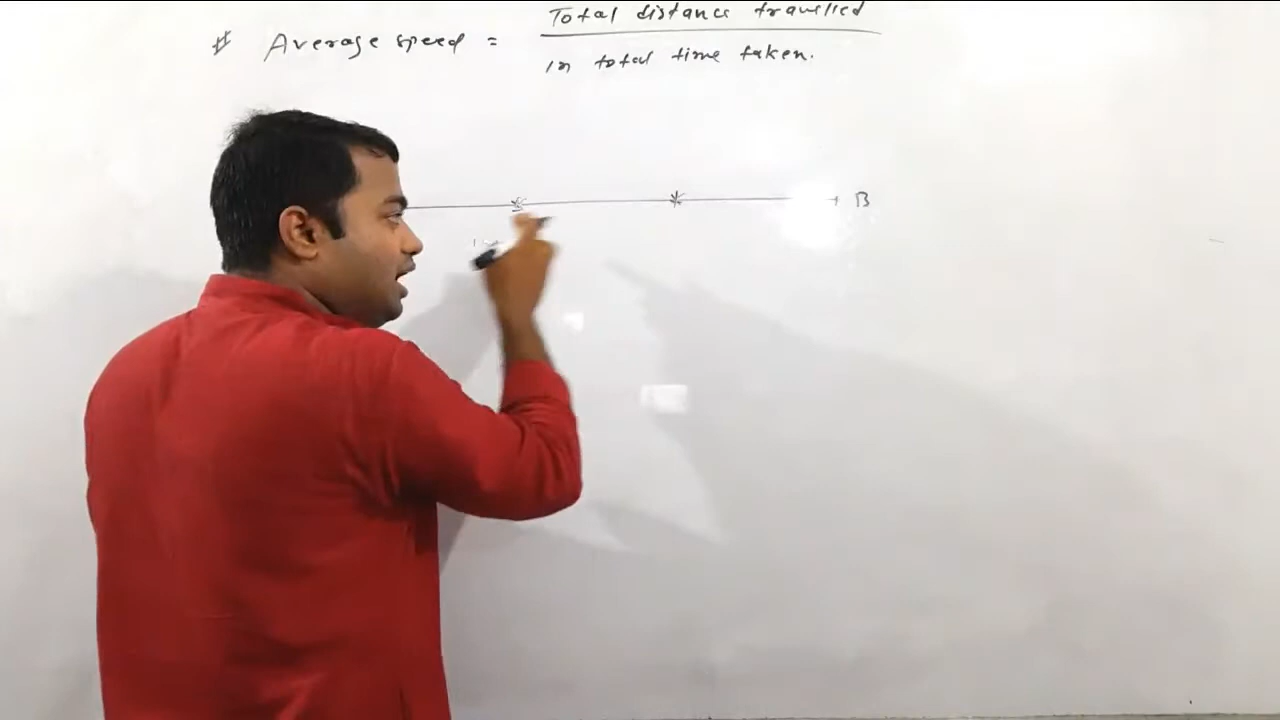 Total distance travelled
# Average speed =
in total time taken.
B